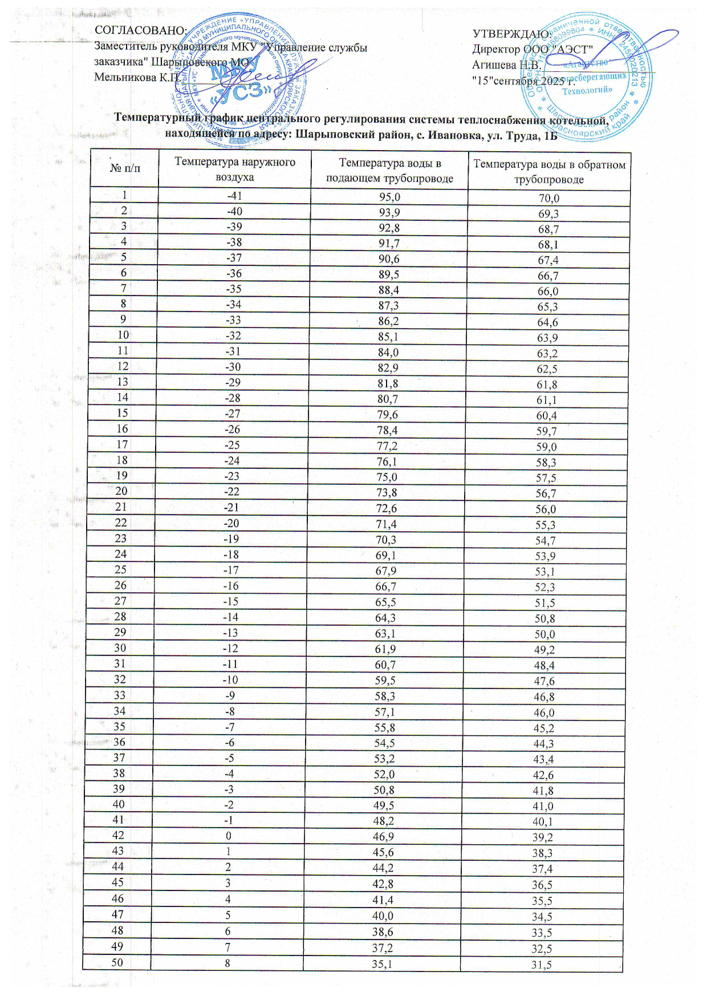 СОГЛАСОВАНО:
Заместитель руководителя МКУ "Управление службы
заказчика" Шарыповского МО
Мельникова К.П.
УТВЕРЖДАЮ:
Директор ООО "АЭСТ"
Агишева Н.В.
"15"сентября 2025 г.
МКУ
«УСЗ»
«Агентство
Энергосберегающих
Технологий»
Температурный график центрального регулирования системы теплоснабжения котельной,
находящейся по адресу: Шарыповский район, с. Ивановка, ул. Труда, 1Б
№ п/п Температура наружного воздуха Температура воды в подающем трубопроводе Температура воды в обратном трубопроводе
1 -41 95,0 70,0
2 -40 93,9 69,3
3 -39 92,8 68,7
4 -38 91,7 68,1
5 -37 90,6 67,4
6 -36 89,5 66,7
7 -35 88,4 66,0
8 -34 87,3 65,3
9 -33 86,2 64,6
10 -32 85,1 63,9
11 -31 84,0 63,2
12 -30 82,9 62,5
13 -29 81,8 61,8
14 -28 80,7 61,1
15 -27 79,6 60,4
16 -26 78,4 59,7
17 -25 77,2 59,0
18 -24 76,1 58,3
19 -23 75,0 57,5
20 -22 73,8 56,7
21 -21 72,6 56,0
22 -20 71,4 55,3
23 -19 70,3 54,7
24 -18 69,1 53,9
25 -17 67,9 53,1
26 -16 66,7 52,3
27 -15 65,5 51,5
28 -14 64,3 50,8
29 -13 63,1 50,0
30 -12 61,9 49,2
31 -11 60,7 48,4
32 -10 59,5 47,6
33 -9 58,3 46,8
34 -8 57,1 46,0
35 -7 55,8 45,2
36 -6 54,5 44,3
37 -5 53,2 43,4
38 -4 52,0 42,6
39 -3 50,8 41,8
40 -2 49,5 41,0
41 -1 48,2 40,1
42 0 46,9 39,2
43 1 45,6 38,3
44 2 44,2 37,4
45 3 42,8 36,5
46 4 41,4 35,5
47 5 40,0 34,5
48 6 38,6 33,5
49 7 37,2 32,5
50 8 35,1 31,5